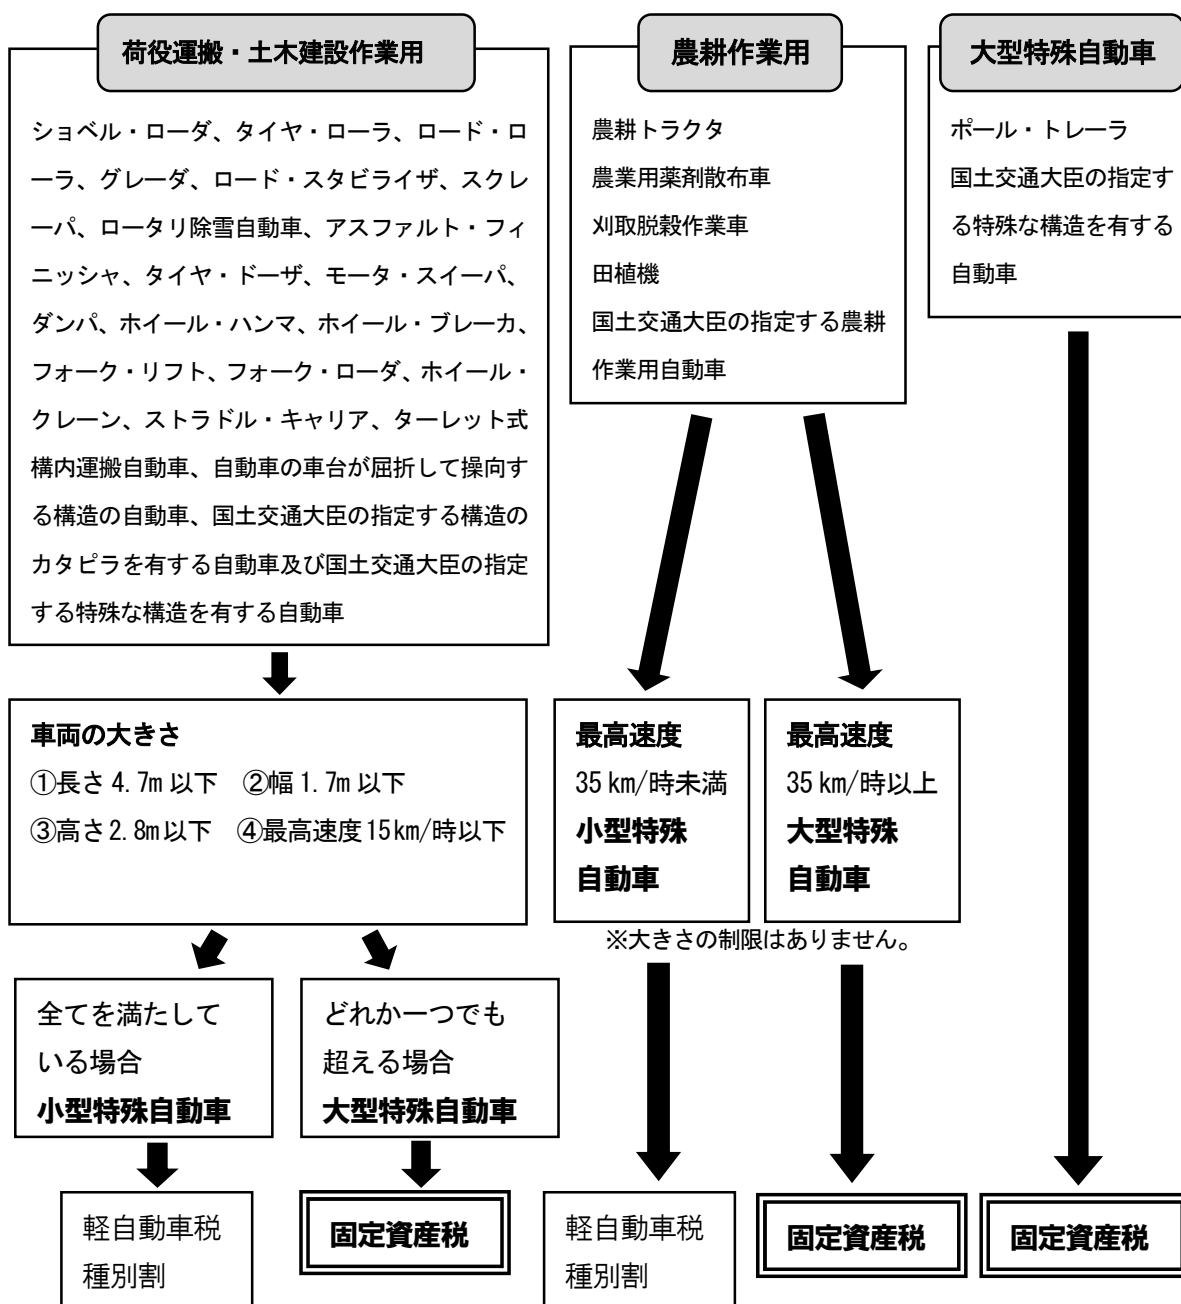 荷役運搬・土木建設作業用
ショベル・ローダ、タイヤ・ローラ、ロード・ロ
ーラ、グレーダ、ロード・スタビライザ、スクレ
ーパ、ロータリ除雪自動車、アスファルト・フィ
ニッシャ、タイヤ・ドーザ、モータ・スイーパ、
ダンパ、ホイール・ハンマ、ホイール・ブレーカ、
フォーク・リフト、フォーク・ローダ、ホイール・
クレーン、ストラドル・キャリア、ターレット式
構内運搬自動車、自動車の車台が屈折して操向す
る構造の自動車、国土交通大臣の指定する構造の
カタピラを有する自動車及び国土交通大臣の指定
する特殊な構造を有する自動車
農耕作業用
農耕トラクタ
農業用薬剤散布車
刈取脱穀作業車
田植機
国土交通大臣の指定する農耕
作業用自動車
大型特殊自動車
ポール・トレーラ
国土交通大臣の指定す
る特殊な構造を有する
自動車
車両の大きさ
①長さ 4.7m 以下　②幅 1.7m 以下
③高さ 2.8m 以下　④最高速度 15 km/時以下
最高速度
35 km/時未満
小型特殊
自動車
最高速度
35 km/時以上
大型特殊
自動車
※大きさの制限はありません。
全てを満たして
いる場合
小型特殊自動車
どれか一つでも
超える場合
大型特殊自動車
軽自動車税
種別割
固定資産税
軽自動車税
種別割
固定資産税
固定資産税